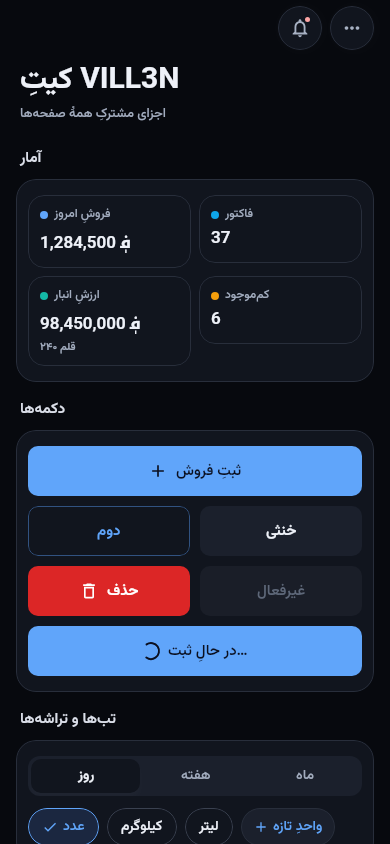 کیتِ VILL3N
اجزای مشترکِ همهٔ صفحه‌ها
آمار
فروشِ امروز
1,284,500 ؋
فاکتور
37
ارزشِ انبار
98,450,000 ؋
۲۴۰ قلم
کم‌موجود
6
دکمه‌ها
ثبتِ فروش
دوم
خنثی
حذف
غیرفعال
در حالِ ثبت…
تب‌ها و تراشه‌ها
روز
هفته
ماه
عدد
کیلوگرم
لیتر
واحدِ تازه